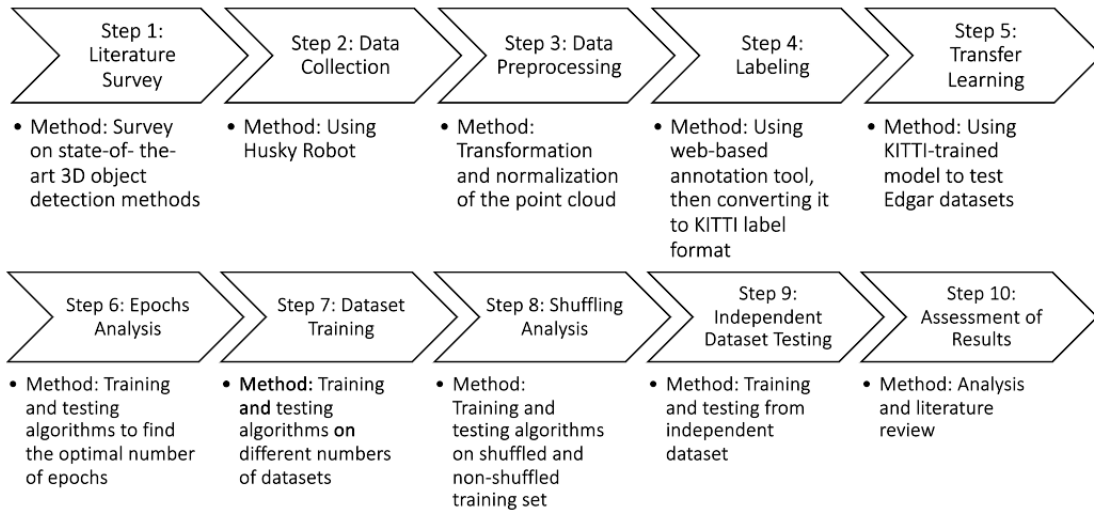 Step 1:
Literature
Survey
Step 2: Data
Collection
Step 3: Data
Preprocessing
Step 4:
Labeling
Step 5:
Transfer
Learning
• Method: Survey
on state-of- the-
art 3D object
detection methods
• Method: Using
Husky Robot
• Method:
Transformation
and normalization
of the point cloud
• Method: Using
web-based
annotation tool,
then converting it
to KITTI label
format
• Method: Using
KITTI-trained
model to test
Edgar datasets
Step 6: Epochs
Analysis
Step 7: Dataset
Training
Step 8: Shuffling
Analysis
Step 9:
Independent
Dataset Testing
Step 10:
Assessment of
Results
• Method: Training
and testing
algorithms to find
the optimal number
of epochs
• Method: Training
and testing
algorithms on
different numbers
of datasets
• Method:
Training and
testing algorithms
on shuffled and
non-shuffled
training set
• Method: Training
and testing from
independent
dataset
• Method: Analysis
and literature
review